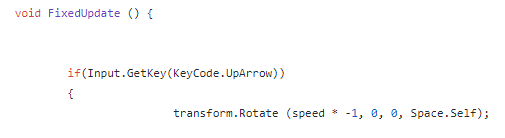 void FixedUpdate () {
if(Input.GetKey(KeyCode.UpArrow))
{
transform.Rotate (speed * -1, 0, 0, Space.Self);